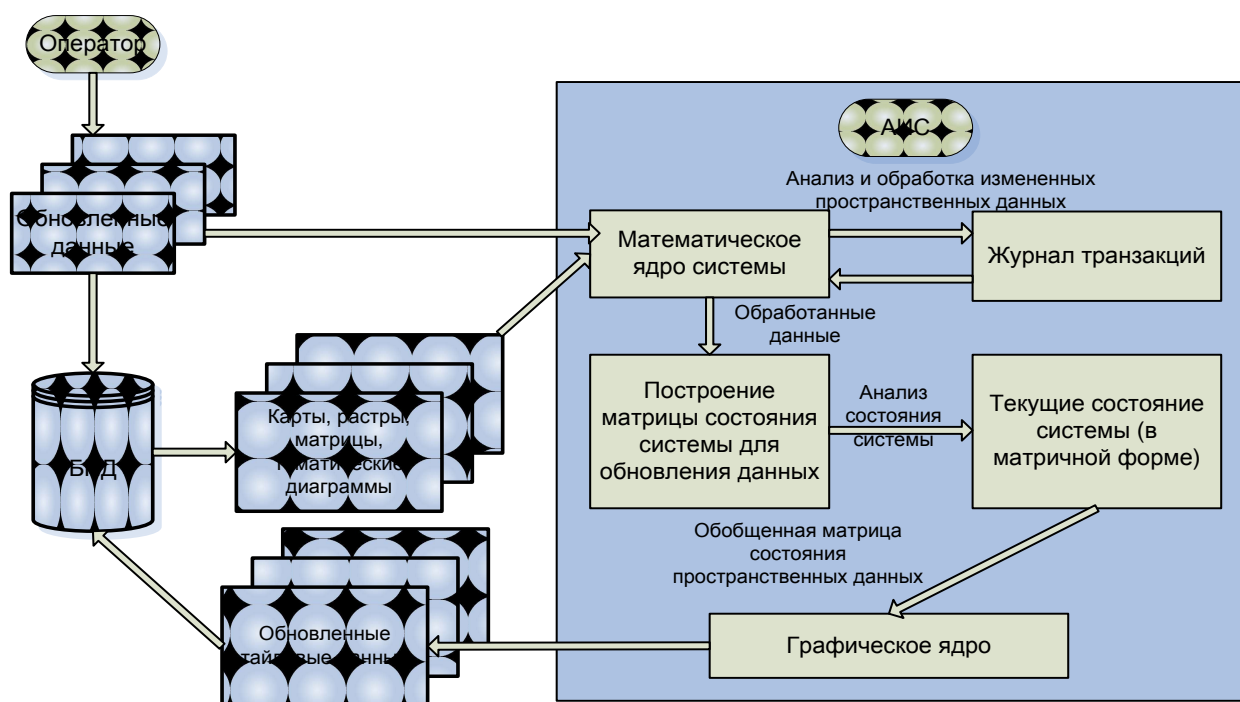 Оператор
АИС
Анализ и обработка измененных
пространственных данных
Обновленные
данные
Математическое
ядро системы
Журнал транзакций
Обработанные
данные
Построение
матрицы состояния
системы для
обновления данных
Анализ
состояния
системы
Текущие состояние
системы (в
матричной форме)
Карты, растры,
матрицы,
тематические
диаграммы
Обобщенная матрица
состояния
пространственных данных
Обновленные
Графическое ядро